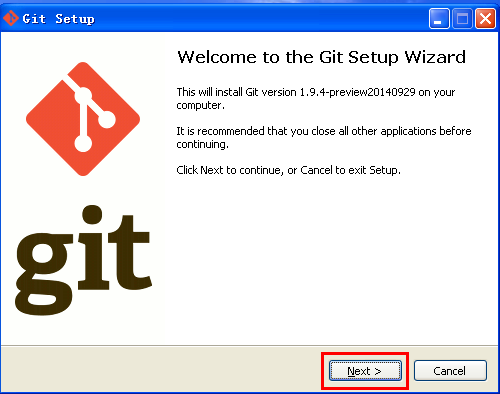 Git Setup
Welcome to the Git Setup Wizard
This will install Git version 1.9.4-preview20140929 on your
computer.
It is recommended that you close all other applications before
continuing.
Click Next to continue, or Cancel to exit Setup.
git
Next >
Cancel